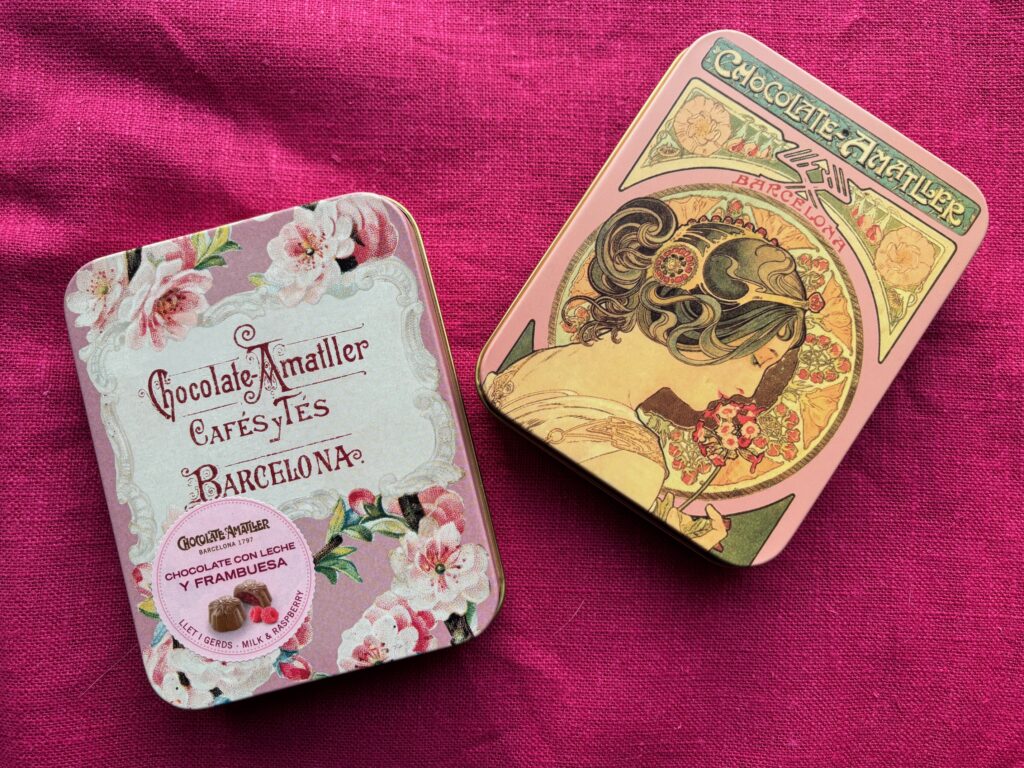 Chocolate-Amatller
Cafés y Tés
Barcelona.
CHOCOLATE AMATLLER
BARCELONA 1797
CHOCOLATE CON LECHE
Y FRAMBUESA
LLET I GERDS · MILK & RASPBERRY
CHOCOLATE-AMATLLER
BARCELONA